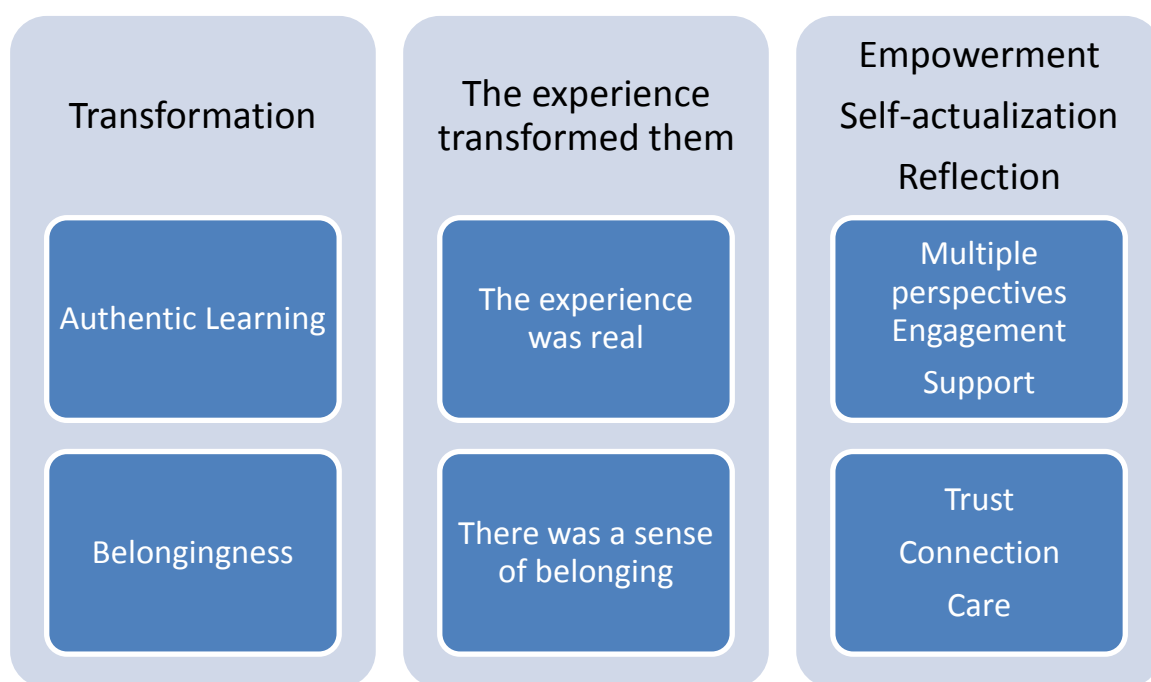 Transformation
Authentic Learning
Belongingness
The experience
transformed them
The experience
was real
There was a sense
of belonging
Empowerment
Self-actualization
Reflection
Multiple
perspectives
Engagement
Support
Trust
Connection
Care